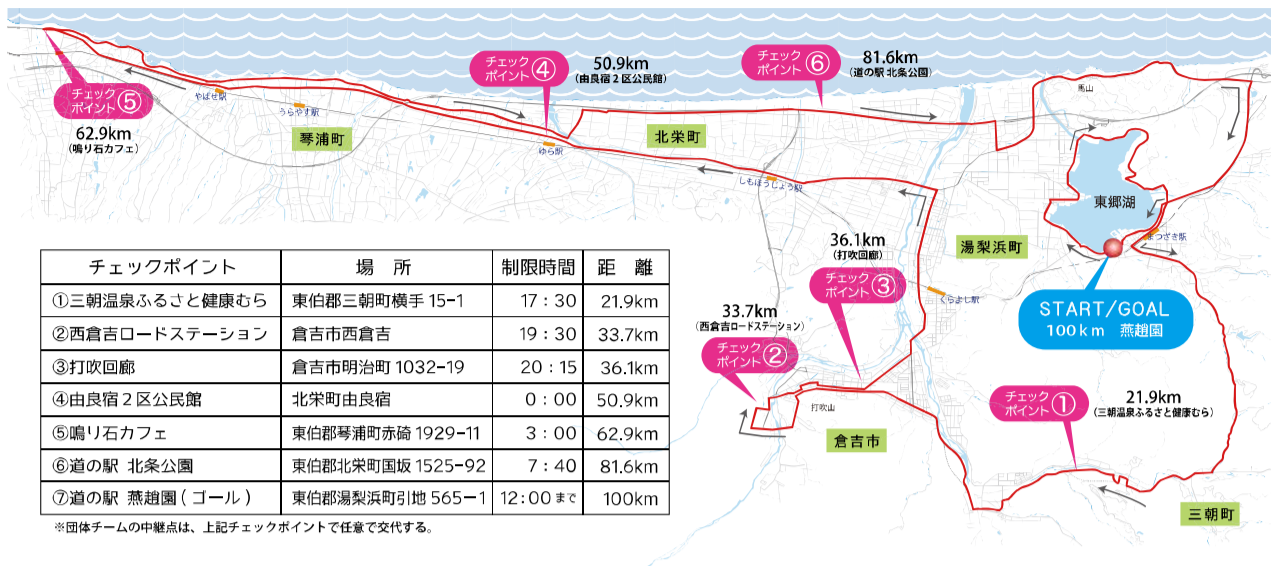 チェック
ポイント⑤
62.9km
(鳴り石カフェ)
やばせ駅
うらやす駅
琴浦町
チェック
ポイント④
50.9km
(由良宿2区公民館)
ゆら駅
北栄町
チェック
ポイント⑥
81.6km
(道の駅 北条公園)
しもほうじょう駅
馬山
東郷湖
まつざき駅
湯梨浜町
START/GOAL
100km 燕趙園
36.1km
(打吹回廊)
チェック
ポイント③
くらよし駅
33.7km
(西倉吉ロードステーション)
チェック
ポイント②
打吹山
倉吉市
チェック
ポイント①
21.9km
(三朝温泉ふるさと健康むら)
三朝町
チェックポイント 場 所 制限時間 距 離
①三朝温泉ふるさと健康むら 東伯郡三朝町横手 15-1 17:30 21.9km
②西倉吉ロードステーション 倉吉市西倉吉 19:30 33.7km
③打吹回廊 倉吉市明治町 1032-19 20:15 36.1km
④由良宿2区公民館 北栄町由良宿 0:00 50.9km
⑤鳴り石カフェ 東伯郡琴浦町赤碕 1929-11 3:00 62.9km
⑥道の駅 北条公園 東伯郡北栄町国坂 1525-92 7:40 81.6km
⑦道の駅 燕趙園(ゴール) 東伯郡湯梨浜町引地 565-1 12:00まで 100km
※団体チームの中継点は、上記チェックポイントで任意で交代する。